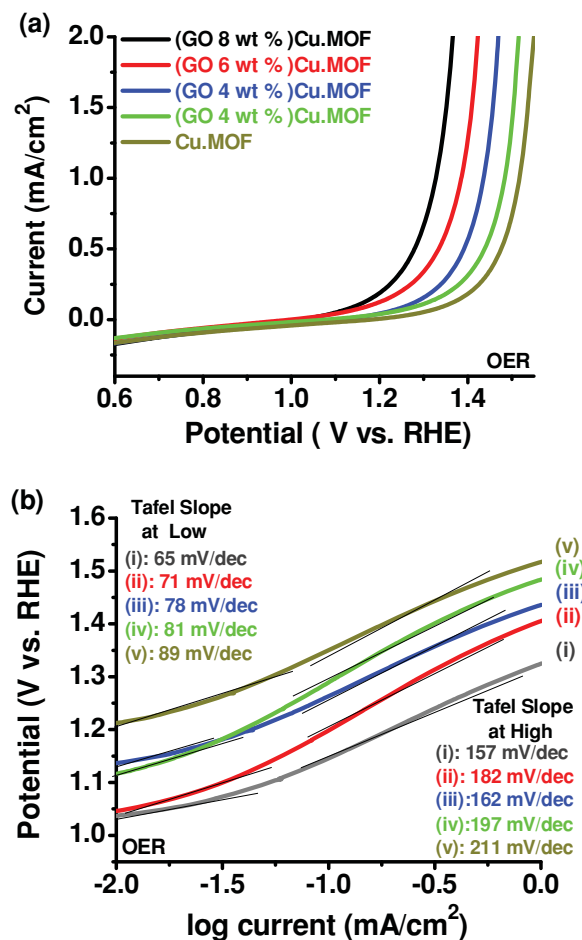 (a)
2.0
1.5
1.0
0.5
0.0
Current (mA/cm²)
(GO 8 wt % )Cu.MOF
(GO 6 wt % )Cu.MOF
(GO 4 wt % )Cu.MOF
(GO 4 wt % )Cu.MOF
Cu.MOF
OER
0.6 0.8 1.0 1.2 1.4
Potential ( V vs. RHE)
(b)
1.6
1.5
1.4
1.3
1.2
1.1
1.0
Potential (V vs. RHE)
Tafel Slope
at Low
(i): 65 mV/dec
(ii): 71 mV/dec
(iii): 78 mV/dec
(iv): 81 mV/dec
(v): 89 mV/dec
(v)
(iv)
(iii)
(ii)
(i)
Tafel Slope
at High
(i): 157 mV/dec
(ii): 182 mV/dec
(iii):162 mV/dec
(iv):197 mV/dec
(v): 211 mV/dec
OER
-2.0 -1.5 -1.0 -0.5 0.0
log current (mA/cm²)